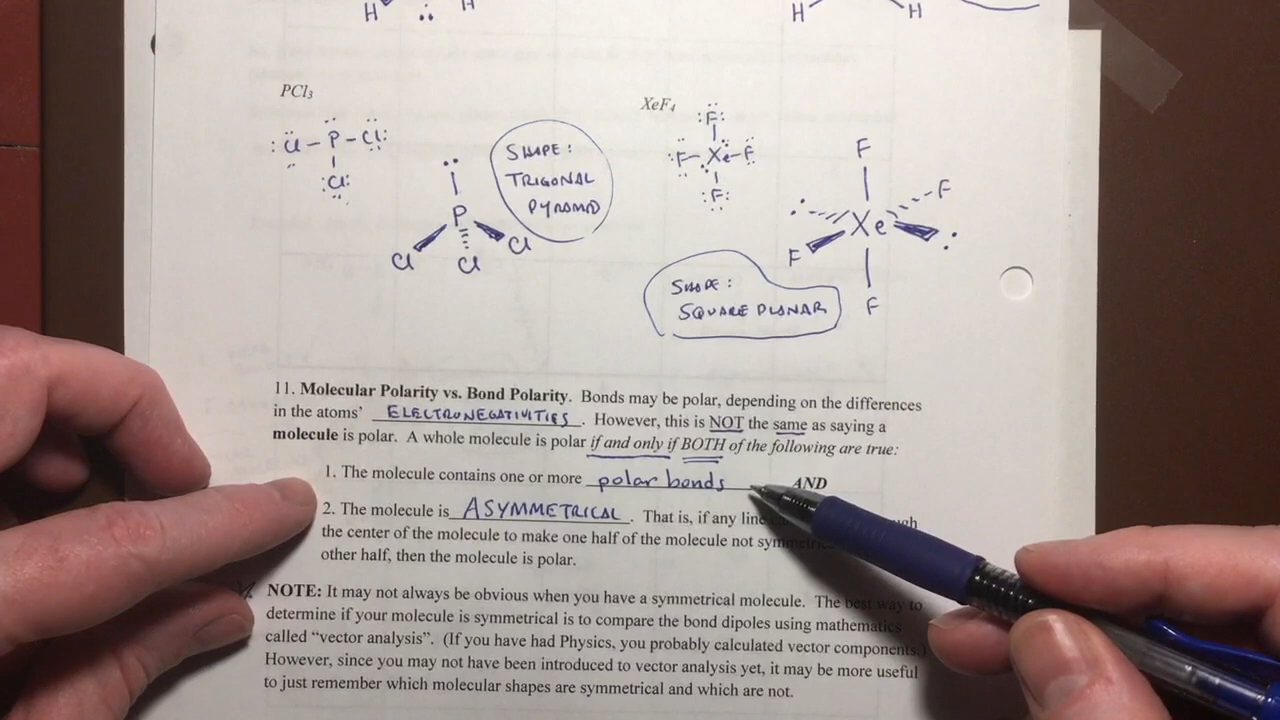 H H
H H
PCl3
XeF4
:Cl – P – Cl:
:Cl:
P
Cl Cl Cl
SHAPE:
TRIGONAL
PYRAMID
:F:
:F–Xe–F:
:F:
F
F
Xe
F
F
SHAPE:
SQUARE PLANAR
11. Molecular Polarity vs. Bond Polarity. Bonds may be polar, depending on the differences
in the atoms' ELECTRONEGATIVITIES. However, this is NOT the same as saying a
molecule is polar. A whole molecule is polar if and only if BOTH of the following are true:
1. The molecule contains one or more polar bonds AND
2. The molecule is ASYMMETRICAL. That is, if any line
the center of the molecule to make one half of the molecule not
other half, then the molecule is polar.
NOTE: It may not always be obvious when you have a symmetrical molecule. The best way to
determine if your molecule is symmetrical is to compare the bond dipoles using mathematics
called "vector analysis". (If you have had Physics, you probably calculated vector components.)
However, since you may not have been introduced to vector analysis yet, it may be more useful
to just remember which molecular shapes are symmetrical and which are not.